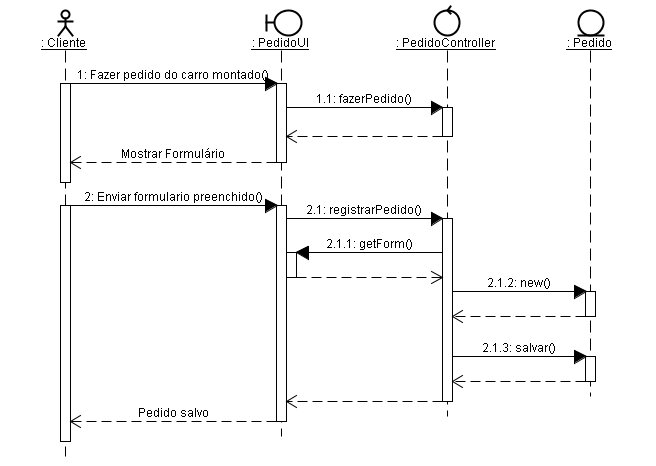 : Cliente
: PedidoUI
: PedidoController
: Pedido
1: Fazer pedido do carro montado()
1.1: fazerPedido()
Mostrar Formulário
2: Enviar formulario preenchido()
2.1: registrarPedido()
2.1.1: getForm()
2.1.2: new()
2.1.3: salvar()
Pedido salvo